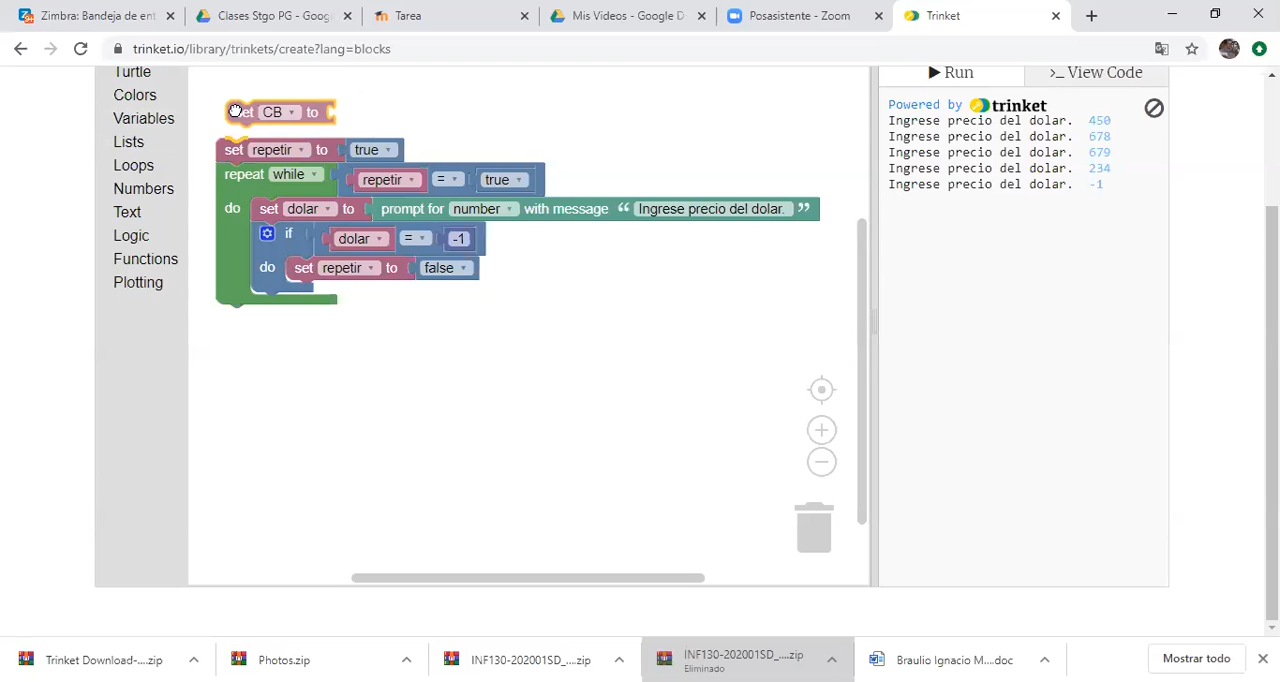 Zimbra: Bandeja de ent
Clases Stgo PG - Goog
Tarea
Mis Videos - Google D
Posasistente - Zoom
Trinket
trinket.io/library/trinkets/create?lang=blocks
Turtle
Colors
Variables
Lists
Loops
Numbers
Text
Logic
Functions
Plotting
CB to
set repetir to true
repeat while repetir = true
do set dolar to prompt for number with message “ Ingrese precio del dolar. ”
if dolar = -1
do set repetir to false
Run
>_ View Code
Powered by trinket
Ingrese precio del dolar. 450
Ingrese precio del dolar. 678
Ingrese precio del dolar. 679
Ingrese precio del dolar. 234
Ingrese precio del dolar. -1
Trinket Download-....zip
Photos.zip
INF130-202001SD_....zip
INF130-202001SD_....zip
Eliminado
Braulio Ignacio M....doc
Mostrar todo